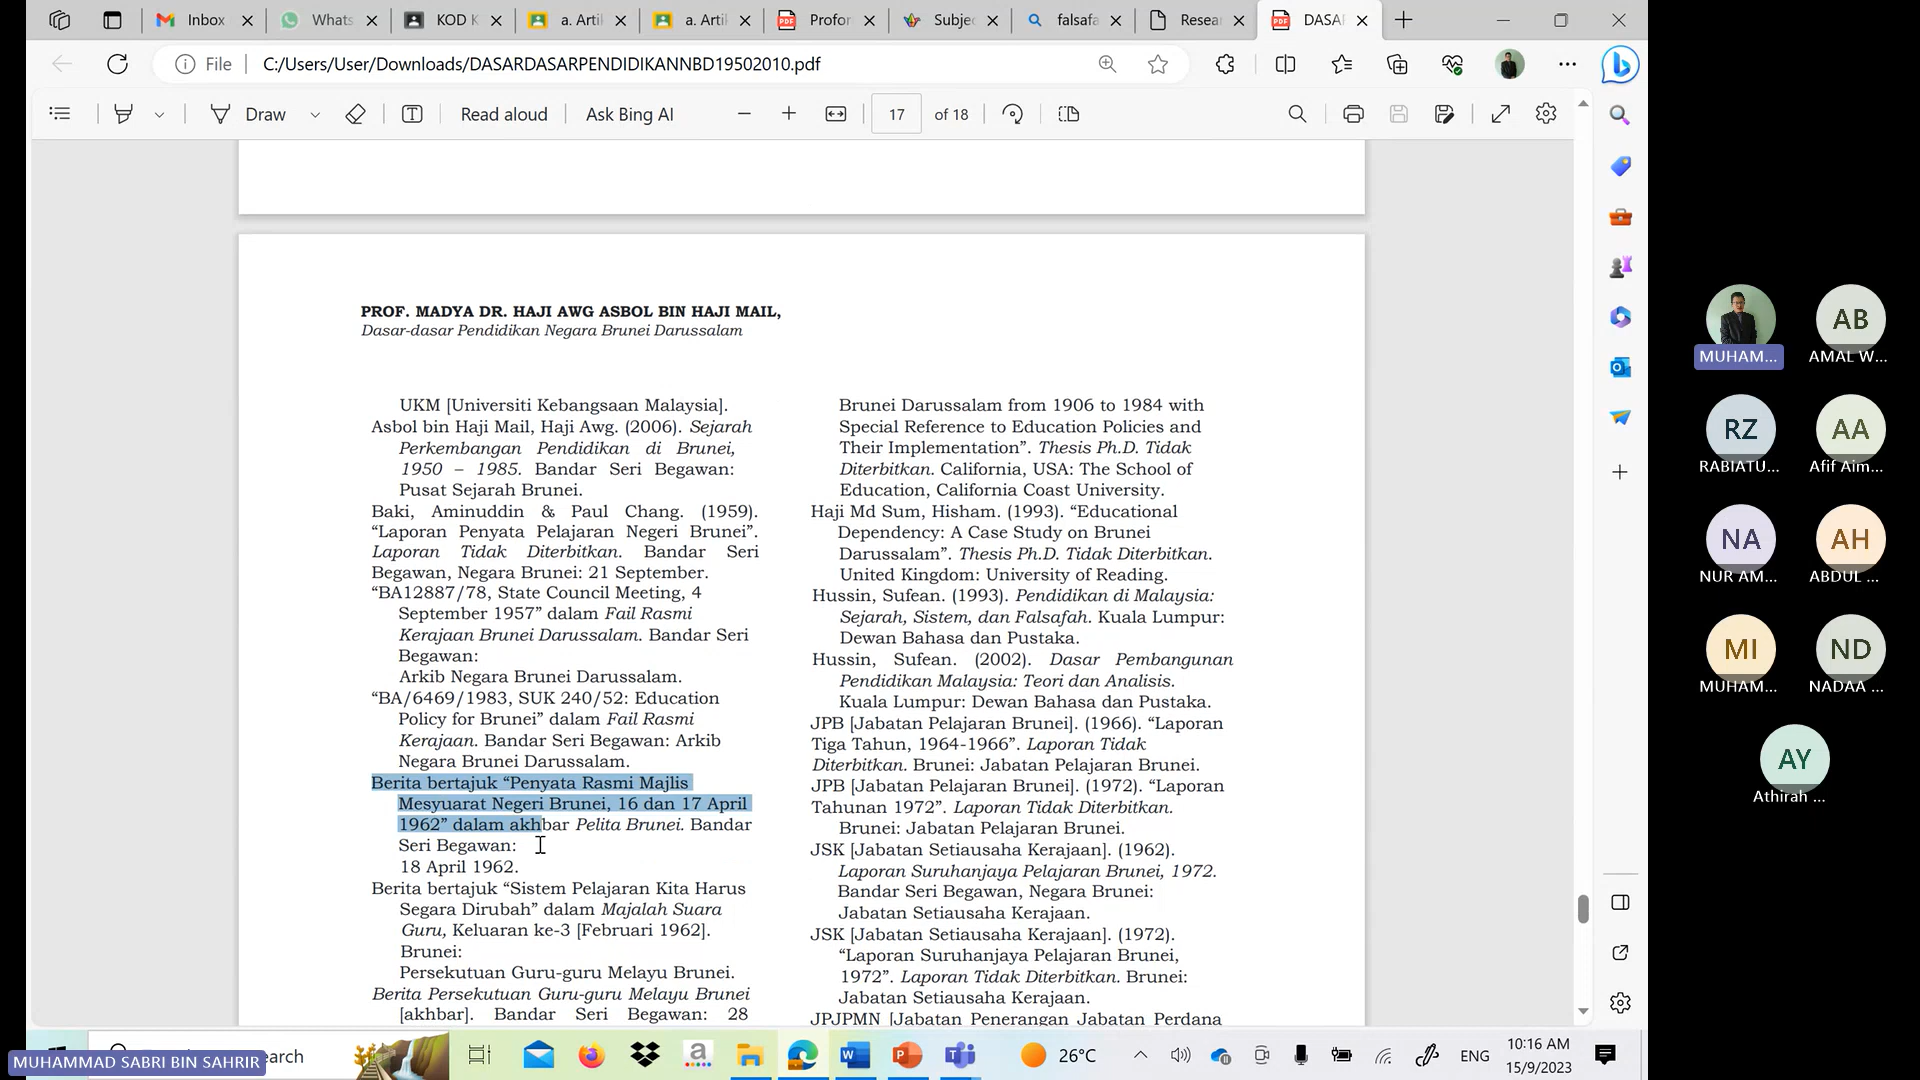 Inbox
Whats
KOD K
a. Arti
a. Arti
Profor
Subje
falsafa
Resea
DASAR
File
C:/Users/User/Downloads/DASARDASARPENDIDIKANNBD19502010.pdf
Draw
Read aloud
Ask Bing AI
17
of 18
PROF. MADYA DR. HAJI AWG ASBOL BIN HAJI MAIL,
Dasar-dasar Pendidikan Negara Brunei Darussalam
UKM [Universiti Kebangsaan Malaysia].
Asbol bin Haji Mail, Haji Awg. (2006). Sejarah
Perkembangan Pendidikan di Brunei,
1950 – 1985. Bandar Seri Begawan:
Pusat Sejarah Brunei.
Baki, Aminuddin & Paul Chang. (1959).
“Laporan Penyata Pelajaran Negeri Brunei”.
Laporan Tidak Diterbitkan. Bandar Seri
Begawan, Negara Brunei: 21 September.
“BA12887/78, State Council Meeting, 4
September 1957” dalam Fail Rasmi
Kerajaan Brunei Darussalam. Bandar Seri
Begawan:
Arkib Negara Brunei Darussalam.
“BA/6469/1983, SUK 240/52: Education
Policy for Brunei” dalam Fail Rasmi
Kerajaan. Bandar Seri Begawan: Arkib
Negara Brunei Darussalam.
Berita bertajuk “Penyata Rasmi Majlis
Mesyuarat Negeri Brunei, 16 dan 17 April
1962” dalam akhbar Pelita Brunei. Bandar
Seri Begawan:
18 April 1962.
Berita bertajuk “Sistem Pelajaran Kita Harus
Segara Dirubah” dalam Majalah Suara
Guru, Keluaran ke-3 [Februari 1962].
Brunei:
Persekutuan Guru-guru Melayu Brunei.
Berita Persekutuan Guru-guru Melayu Brunei
[akhbar]. Bandar Seri Begawan: 28
Brunei Darussalam from 1906 to 1984 with
Special Reference to Education Policies and
Their Implementation”. Thesis Ph.D. Tidak
Diterbitkan. California, USA: The School of
Education, California Coast University.
Haji Md Sum, Hisham. (1993). “Educational
Dependency: A Case Study on Brunei
Darussalam”. Thesis Ph.D. Tidak Diterbitkan.
United Kingdom: University of Reading.
Hussin, Sufean. (1993). Pendidikan di Malaysia:
Sejarah, Sistem, dan Falsafah. Kuala Lumpur:
Dewan Bahasa dan Pustaka.
Hussin, Sufean. (2002). Dasar Pembangunan
Pendidikan Malaysia: Teori dan Analisis.
Kuala Lumpur: Dewan Bahasa dan Pustaka.
JPB [Jabatan Pelajaran Brunei]. (1966). “Laporan
Tiga Tahun, 1964-1966”. Laporan Tidak
Diterbitkan. Brunei: Jabatan Pelajaran Brunei.
JPB [Jabatan Pelajaran Brunei]. (1972). “Laporan
Tahunan 1972”. Laporan Tidak Diterbitkan.
Brunei: Jabatan Pelajaran Brunei.
JSK [Jabatan Setiausaha Kerajaan]. (1962).
Laporan Suruhanjaya Pelajaran Brunei, 1972.
Bandar Seri Begawan, Negara Brunei:
Jabatan Setiausaha Kerajaan.
JSK [Jabatan Setiausaha Kerajaan]. (1972).
“Laporan Suruhanjaya Pelajaran Brunei,
1972”. Laporan Tidak Diterbitkan. Brunei:
Jabatan Setiausaha Kerajaan.
JPJPMN [Jabatan Penerangan Jabatan Perdana
MUHAM...
AB
AMAL W...
RZ
RABIATU...
AA
Afif Aim...
NA
NUR AM...
AH
ABDUL ...
MI
MUHAM...
ND
NADAA ...
AY
Athirah ...
MUHAMMAD SABRI BIN SAHRIR
26°C
ENG
10:16 AM
15/9/2023